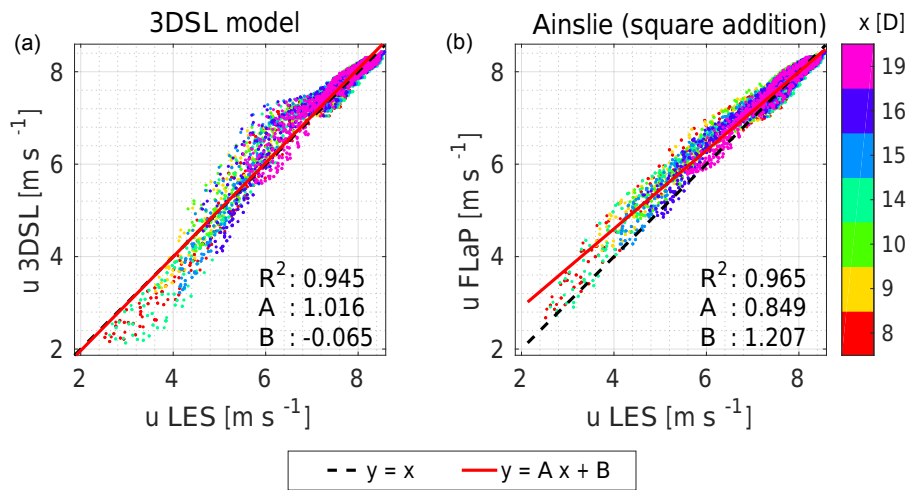 3DSL model
Ainslie (square addition)
x [D]
(a)
(b)
u 3DSL [m s -1]
8
6
4
2
R2: 0.945
A : 1.016
B : -0.065
2 4 6 8
u LES [m s -1]
u FLaP [m s -1]
8
6
4
2
R2: 0.965
A : 0.849
B : 1.207
2 4 6 8
u LES [m s -1]
19
16
15
14
10
9
8
y = x
y = A x + B